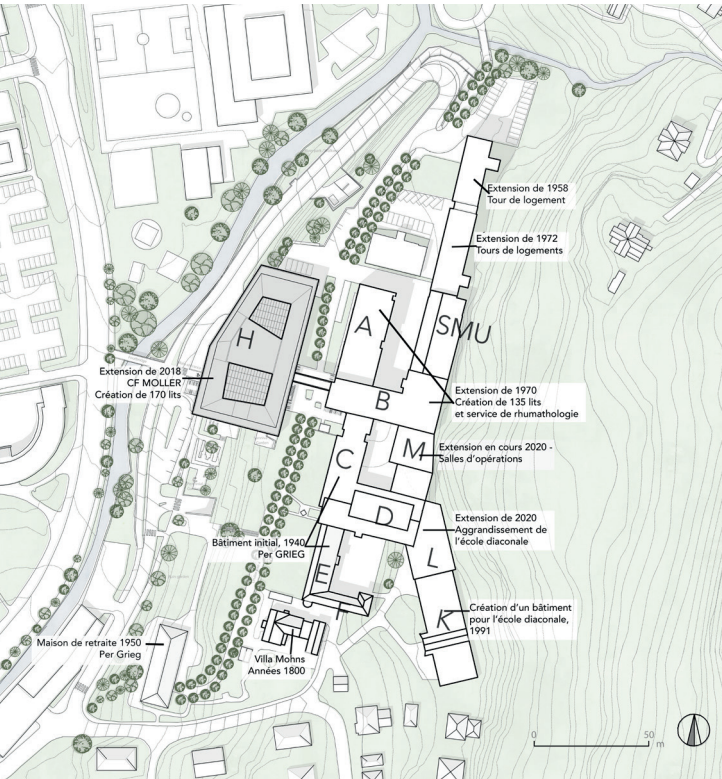 Extension de 1958
Tour de logement
Extension de 1972
Tours de logements
SMU
A
H
Extension de 2018
CF MOLLER
Création de 170 lits
B
Extension de 1970
Création de 135 lits
et service de rhumathologie
M
Extension en cours 2020 -
Salles d'opérations
C
D
Extension de 2020
Aggrandissement de
l'école diaconale
L
Bâtiment initial, 1940
Per GRIEG
E
K
Création d'un bâtiment
pour l'école diaconale,
1991
Maison de retraite 1950
Per Grieg
Villa Monns
Années 1800
0
50
m